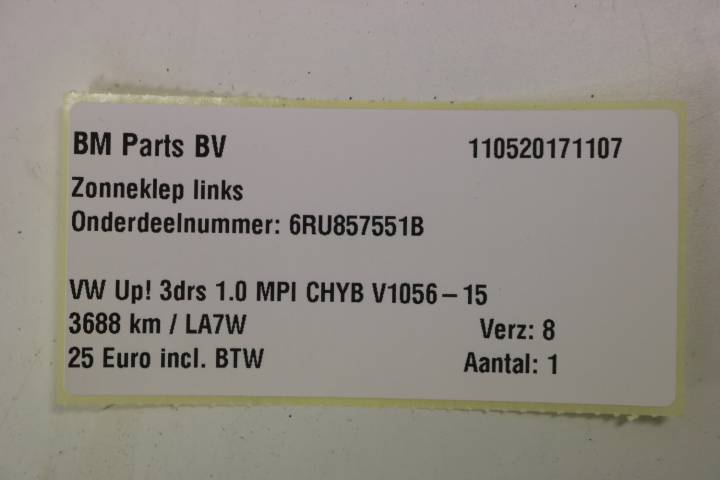 BM Parts BV 110520171107
Zonneklep links
Onderdeelnummer: 6RU857551B
VW Up! 3drs 1.0 MPI CHYB V1056-15
3688 km / LA7W Verz: 8
25 Euro incl. BTW Aantal: 1